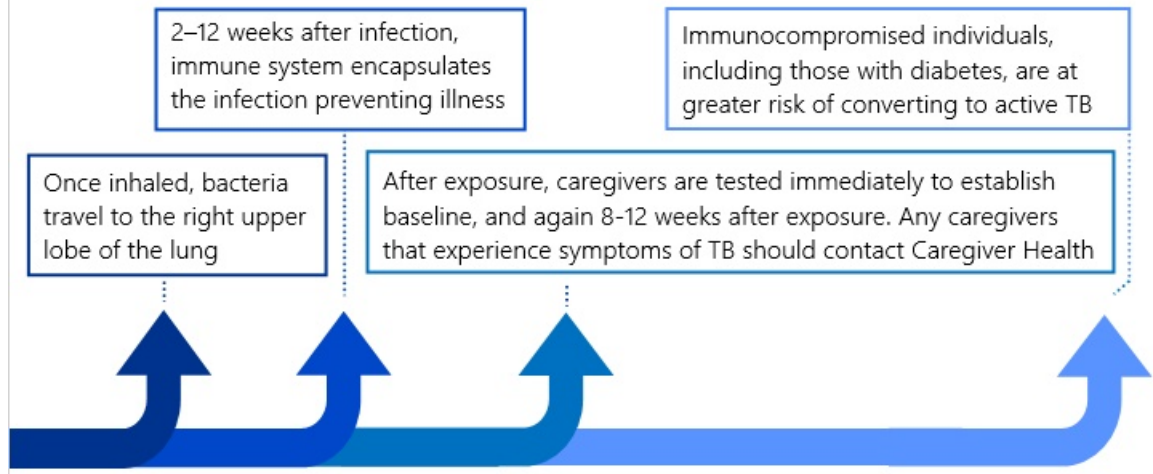 2–12 weeks after infection,
immune system encapsulates
the infection preventing illness
Immunocompromised individuals,
including those with diabetes, are at
greater risk of converting to active TB
Once inhaled, bacteria
travel to the right upper
lobe of the lung
After exposure, caregivers are tested immediately to establish
baseline, and again 8-12 weeks after exposure. Any caregivers
that experience symptoms of TB should contact Caregiver Health